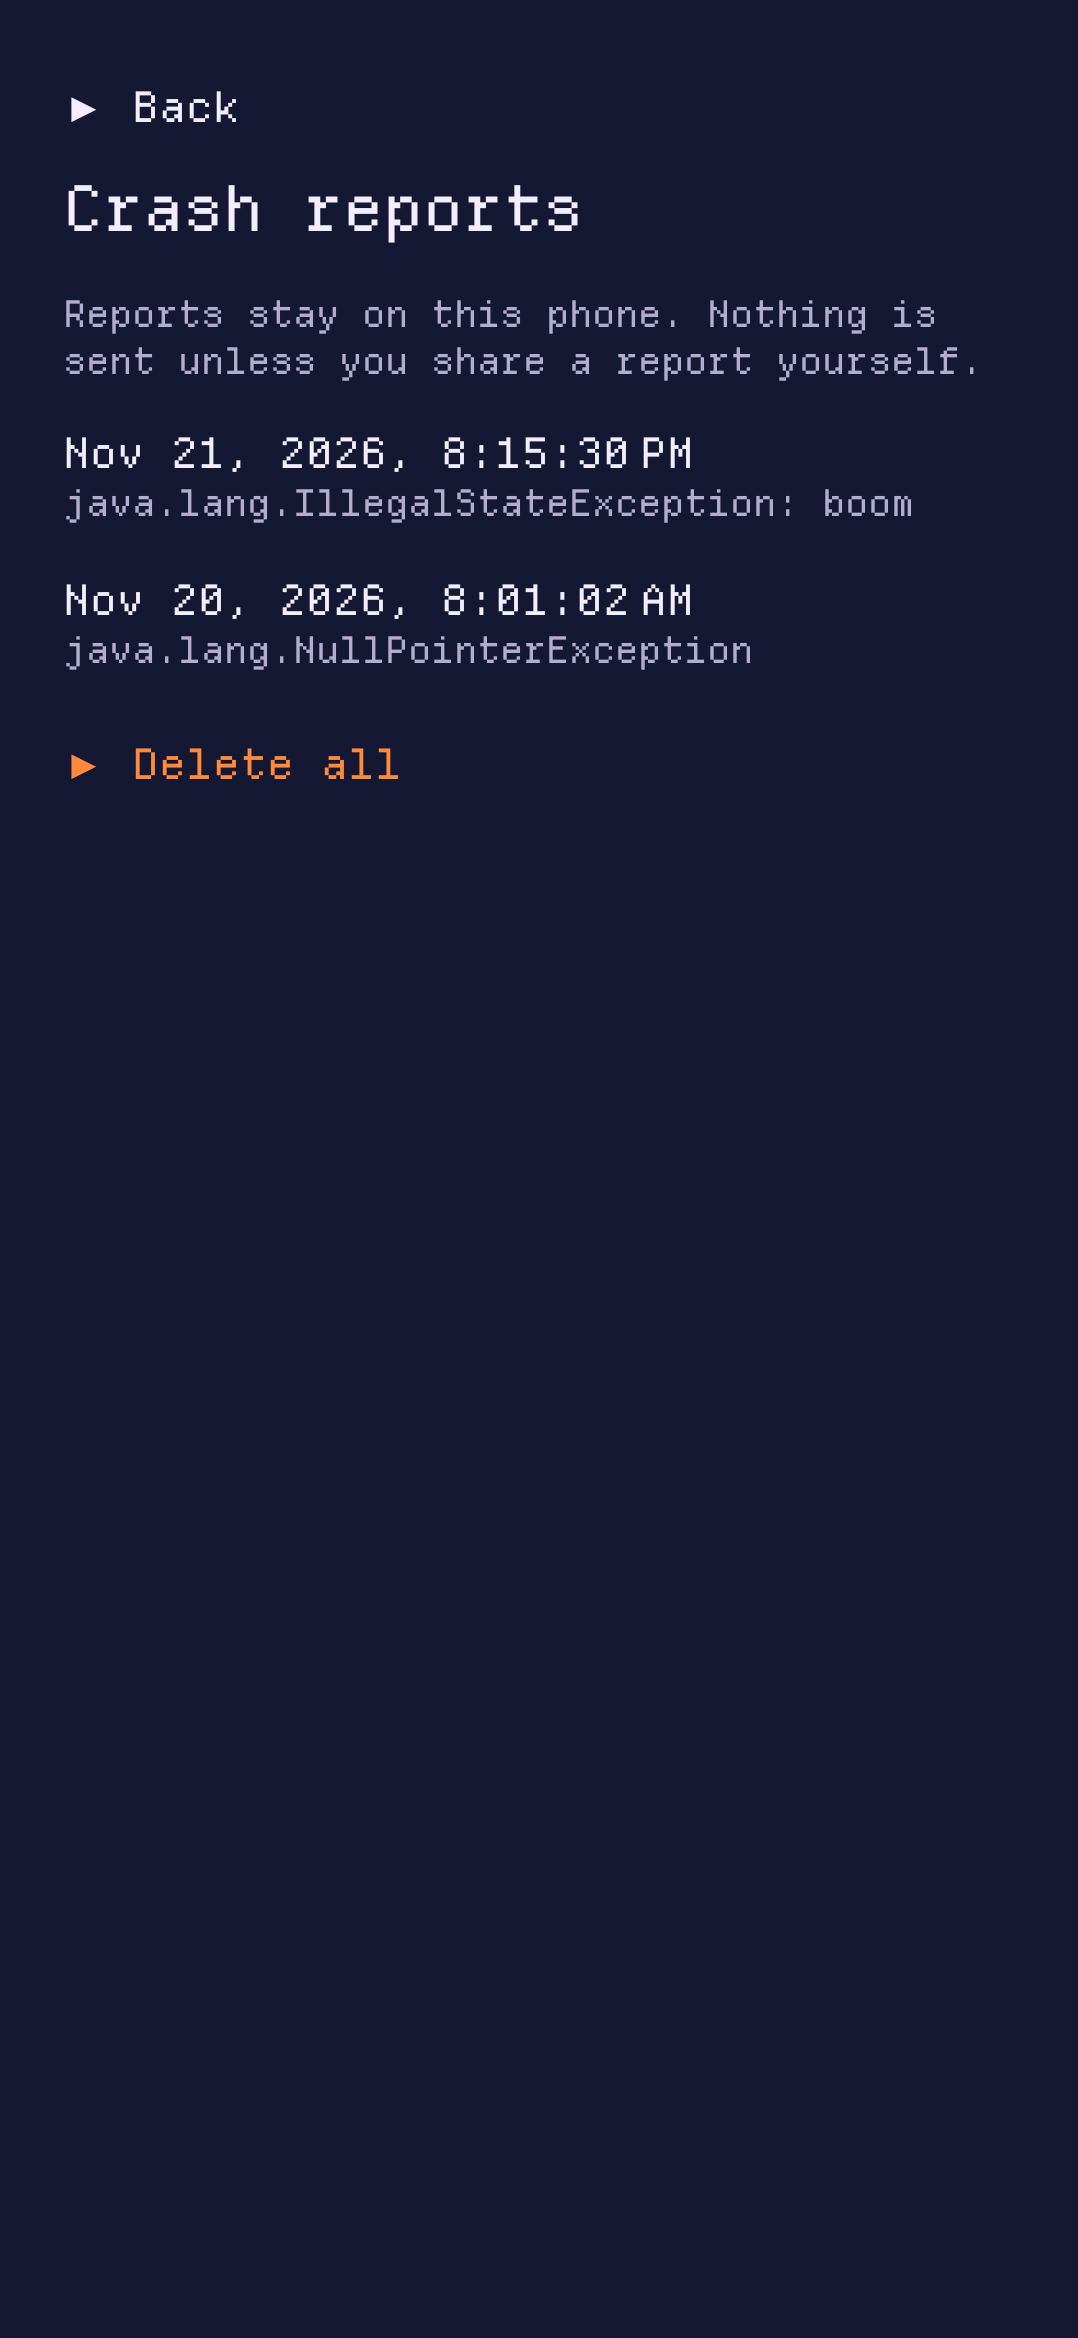 ▶ Back
Crash reports
Reports stay on this phone. Nothing is
sent unless you share a report yourself.
Nov 21, 2026, 8:15:30 PM
java.lang.IllegalStateException: boom
Nov 20, 2026, 8:01:02 AM
java.lang.NullPointerException
▶ Delete all